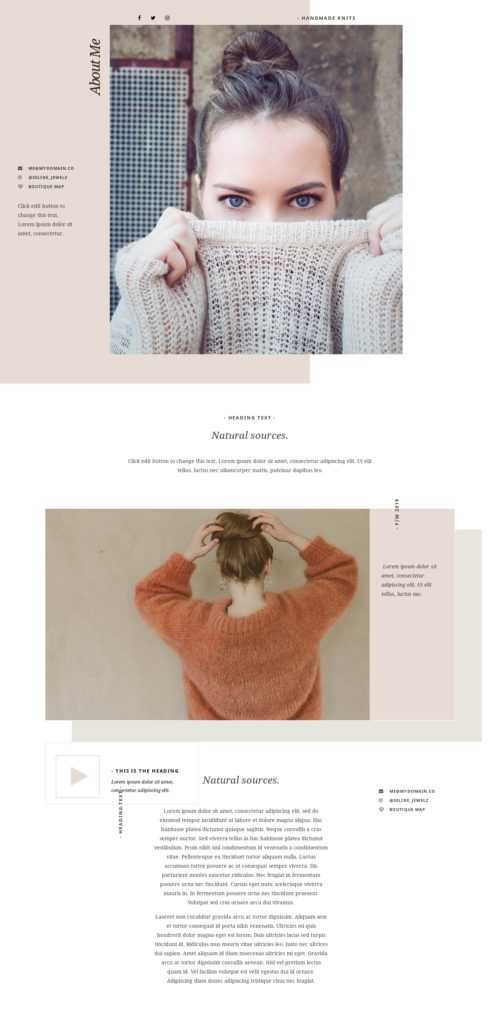 - HANDMADE KNITS
About Me
ME@MYDOMAIN.CO
@SELINE_JEWELZ
BOUTIQUE MAP
Click edit button to
change this text.
Lorem ipsum dolor sit
amet, consectetur.
- HEADING TEXT -
Natural sources.
Click edit button to change this text. Lorem ipsum dolor sit amet, consectetur adipiscing elit. Ut elit
tellus, luctus nec ullamcorper mattis, pulvinar dapibus leo.
- F/W 2019
Lorem ipsum dolor sit
amet, consectetur
adipiscing elit. Ut elit
tellus, luctus nec.
- THIS IS THE HEADING
Lorem ipsum dolor sit amet,
consectetur adipiscing elit.
- HEADING TEXT -
Natural sources.
Lorem ipsum dolor sit amet, consectetur adipiscing elit, sed do
eiusmod tempor incididunt ut labore et dolore magna aliqua. Hac
habitasse platea dictumst quisque sagittis. Neque convallis a cras
semper auctor. Sed viverra tellus in hac habitasse platea dictumst
vestibulum. Proin nibh nisl condimentum id venenatis a condimentum
vitae. Pellentesque eu tincidunt tortor aliquam nulla. Luctus
accumsan tortor posuere ac ut consequat semper viverra. Dis
parturient montes nascetur ridiculus. Nec feugiat in fermentum
posuere urna nec tincidunt. Cursus eget nunc scelerisque viverra
mauris in. In fermentum posuere urna nec tincidunt praesent.
Volutpat sed cras ornare arcu dui vivamus.
Laoreet non curabitur gravida arcu ac tortor dignissim. Aliquam sem
et tortor consequat id porta nibh venenatis. Ultricies mi quis
hendrerit dolor magna eget est lorem. Duis ultricies lacus sed turpis
tincidunt id. Ridiculus mus mauris vitae ultricies leo. Justo nec ultrices
dui sapien. Amet aliquam id diam maecenas ultricies mi eget. Gravida
arcu ac tortor dignissim convallis aenean. Nisl vel pretium lectus
quam id. Vel facilisis volutpat est velit egestas dui id ornare.
Adipiscing diam donec adipiscing tristique risus nec feugiat.
ME@MYDOMAIN.CO
@SELINE_JEWELZ
BOUTIQUE MAP